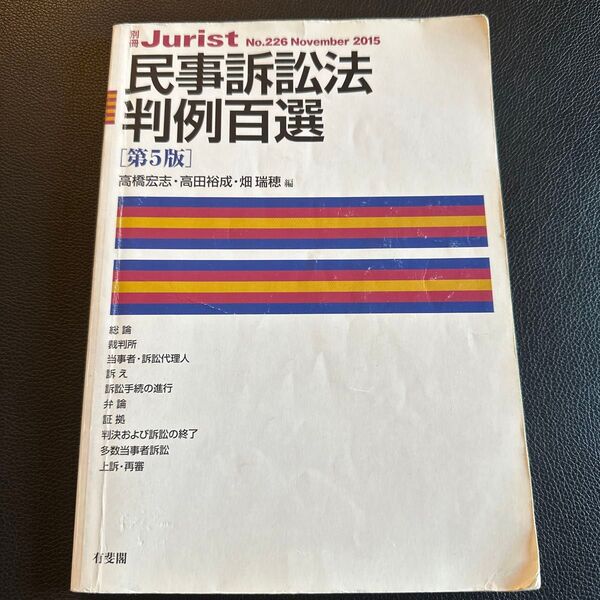 別冊 Jurist No.226 November 2015
民事訴訟法
判例百選
[第5版]
高橋宏志・高田裕成・畑 瑞穂 編
総論
裁判所
当事者・訴訟代理人
訴え
訴訟手続の進行
弁論
証拠
判決および訴訟の終了
多数当事者訴訟
上訴・再審
有斐閣